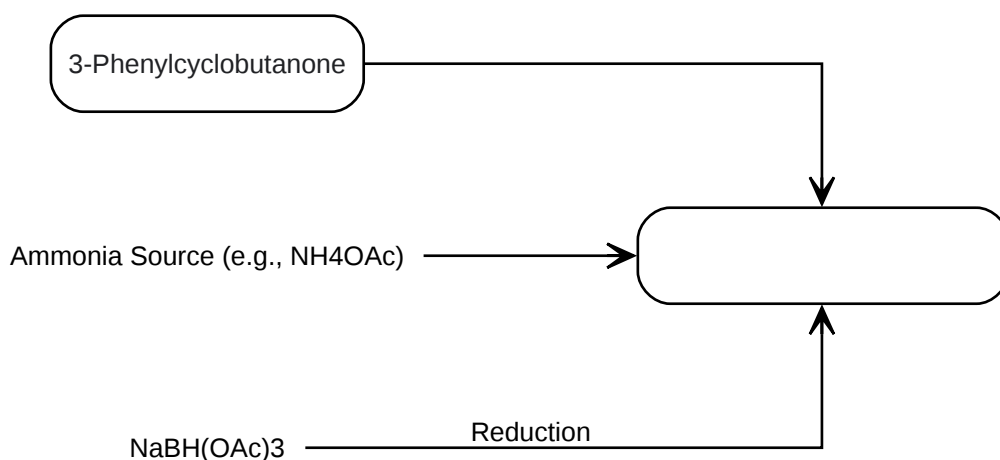 3-Phenylcyclobutanone
Ammonia Source (e.g., NH4OAc)
Reduction
NaBH(OAc)3